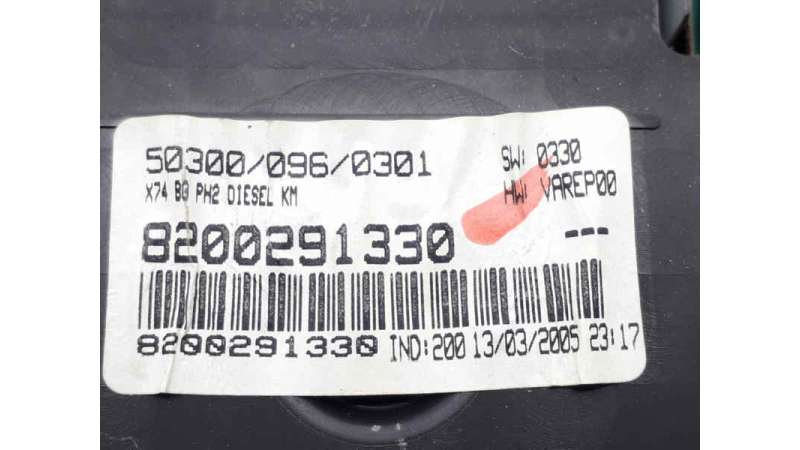 50300/096/0301
SW: 0330
X74 BG PH2 DIESEL KM
HW: VAREP00
8200291330
---
8200291330 IND:200 13/03/2005 23:17